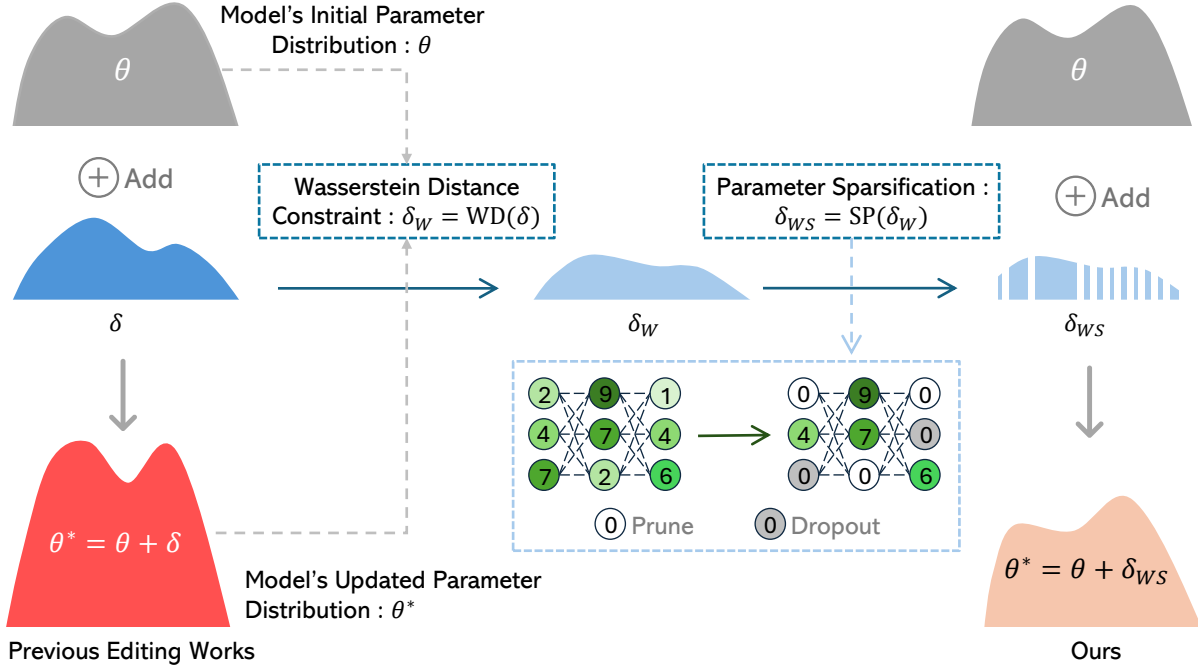 Model's Initial Parameter
Distribution : θ
θ
θ
Add
Wasserstein Distance
Constraint : δ_W = WD(δ)
Parameter Sparsification :
δ_WS = SP(δ_W)
Add
δ
δ_W
δ_WS
2 9 1
4 7 4
7 2 6
0 9 0
4 7 0
0 0 6
0 Prune
0 Dropout
θ* = θ + δ
θ* = θ + δ_WS
Model's Updated Parameter
Distribution : θ*
Previous Editing Works
Ours